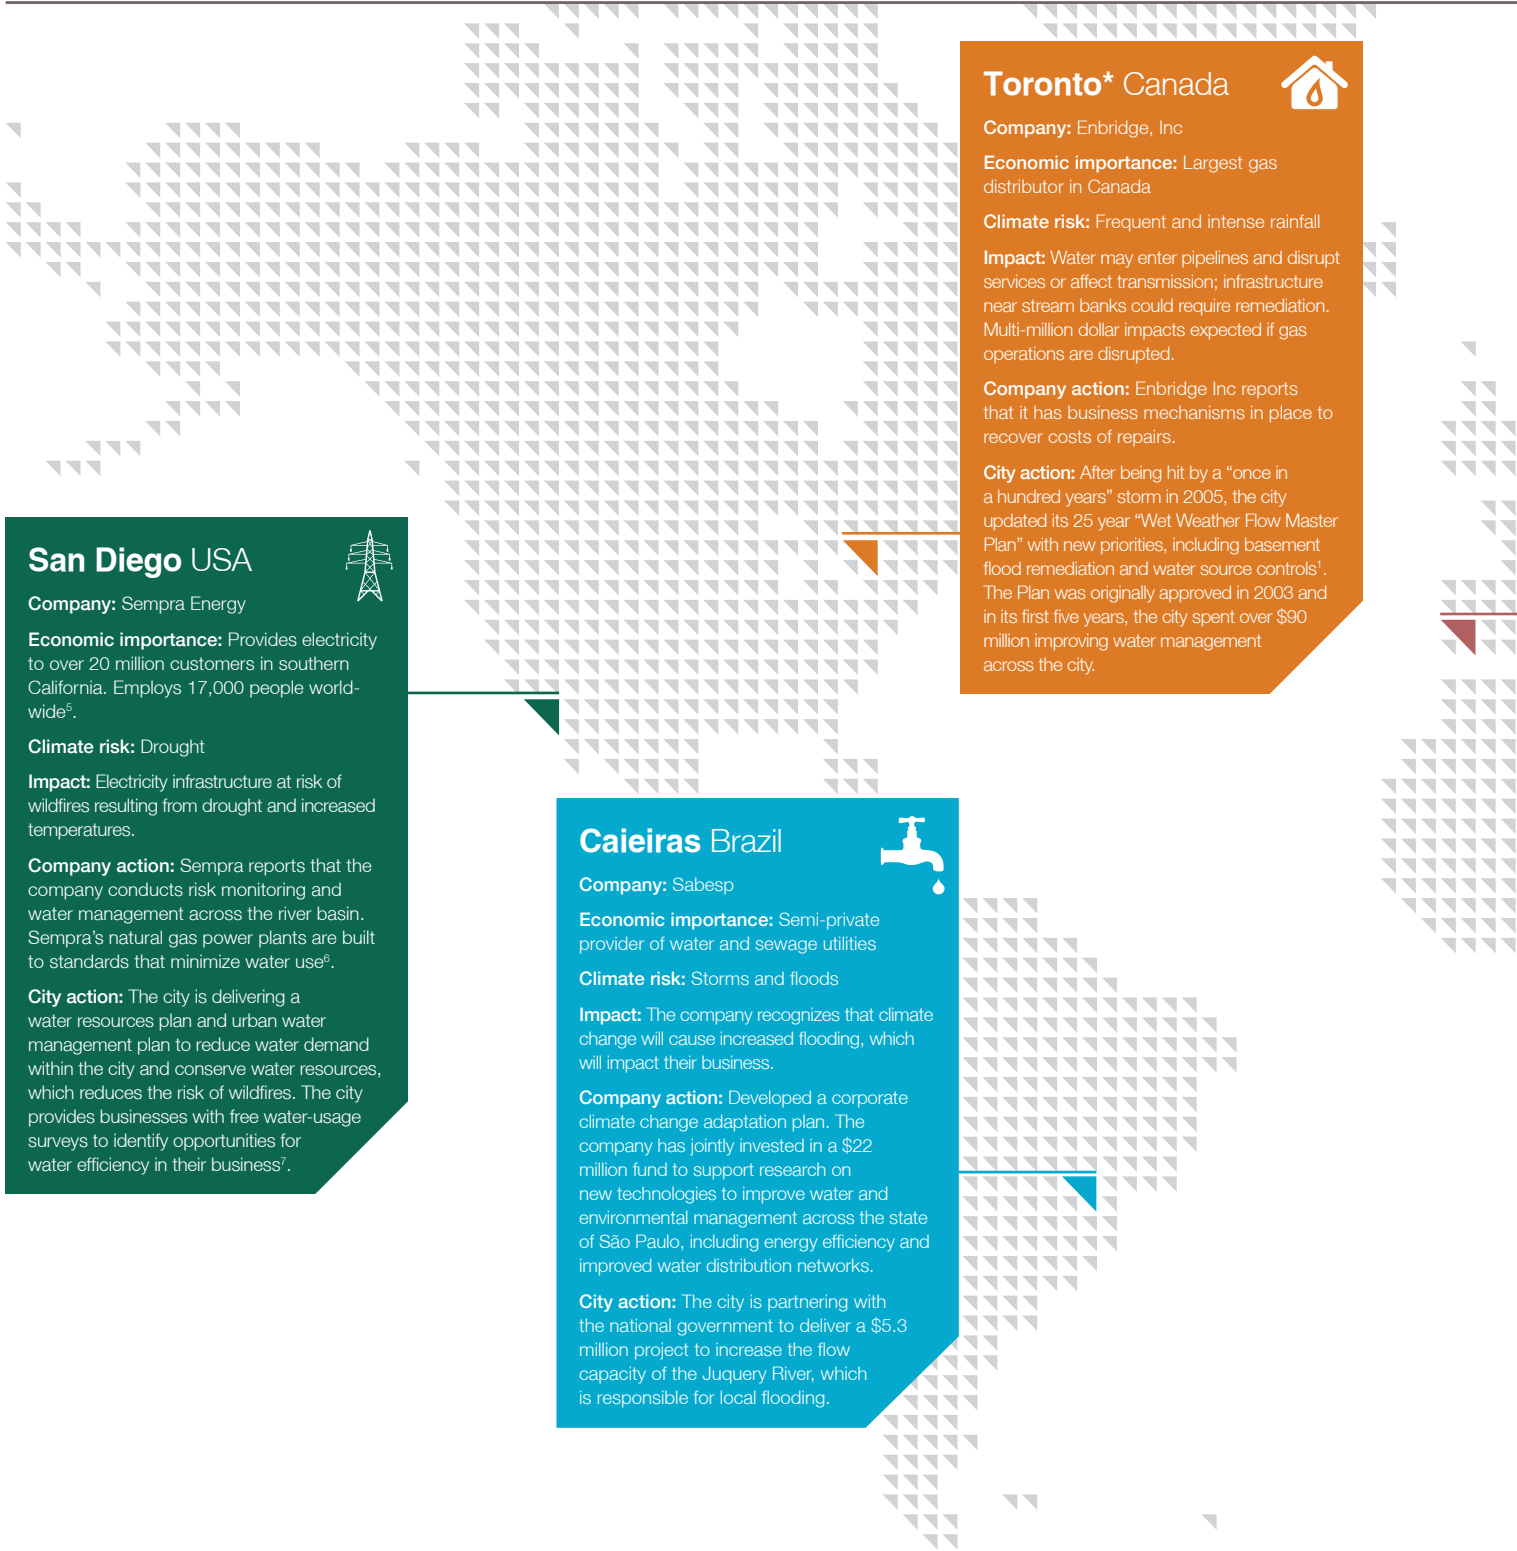 Toronto* Canada
Company: Enbridge, Inc
Economic importance: Largest gas
distributor in Canada
Climate risk: Frequent and intense rainfall
Impact: Water may enter pipelines and disrupt
services or affect transmission; infrastructure
near stream banks could require remediation.
Multi-million dollar impacts expected if gas
operations are disrupted.
Company action: Enbridge Inc reports
that it has business mechanisms in place to
recover costs of repairs.
City action: After being hit by a “once in
a hundred years” storm in 2005, the city
updated its 25 year “Wet Weather Flow Master
Plan” with new priorities, including basement
flood remediation and water source controls¹.
The Plan was originally approved in 2003 and
in its first five years, the city spent over $90
million improving water management
across the city.
San Diego USA
Company: Sempra Energy
Economic importance: Provides electricity
to over 20 million customers in southern
California. Employs 17,000 people world-
wide⁵.
Climate risk: Drought
Impact: Electricity infrastructure at risk of
wildfires resulting from drought and increased
temperatures.
Company action: Sempra reports that the
company conducts risk monitoring and
water management across the river basin.
Sempra’s natural gas power plants are built
to standards that minimize water use⁶.
City action: The city is delivering a
water resources plan and urban water
management plan to reduce water demand
within the city and conserve water resources,
which reduces the risk of wildfires. The city
provides businesses with free water-usage
surveys to identify opportunities for
water efficiency in their business⁷.
Caieiras Brazil
Company: Sabesp
Economic importance: Semi-private
provider of water and sewage utilities
Climate risk: Storms and floods
Impact: The company recognizes that climate
change will cause increased flooding, which
will impact their business.
Company action: Developed a corporate
climate change adaptation plan. The
company has jointly invested in a $22
million fund to support research on
new technologies to improve water and
environmental management across the state
of São Paulo, including energy efficiency and
improved water distribution networks.
City action: The city is partnering with
the national government to deliver a $5.3
million project to increase the flow
capacity of the Juquery River, which
is responsible for local flooding.